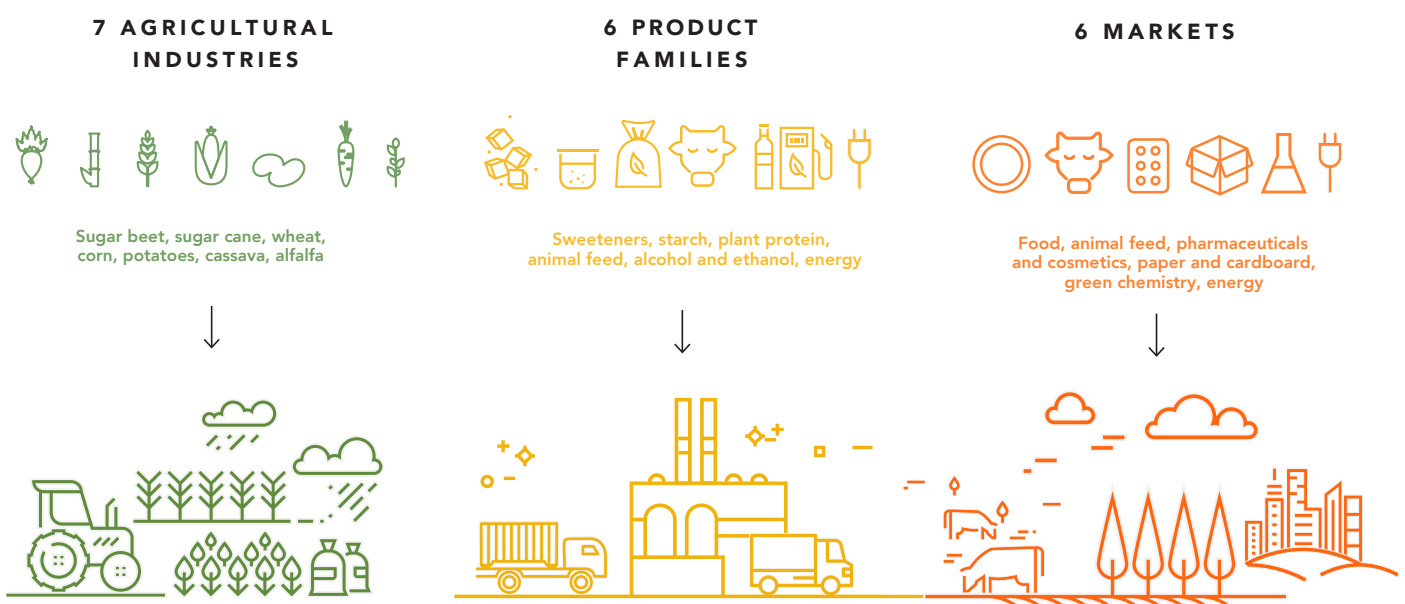 7 AGRICULTURAL
INDUSTRIES
Sugar beet, sugar cane, wheat,
corn, potatoes, cassava, alfalfa
6 PRODUCT
FAMILIES
Sweeteners, starch, plant protein,
animal feed, alcohol and ethanol, energy
6 MARKETS
Food, animal feed, pharmaceuticals
and cosmetics, paper and cardboard,
green chemistry, energy